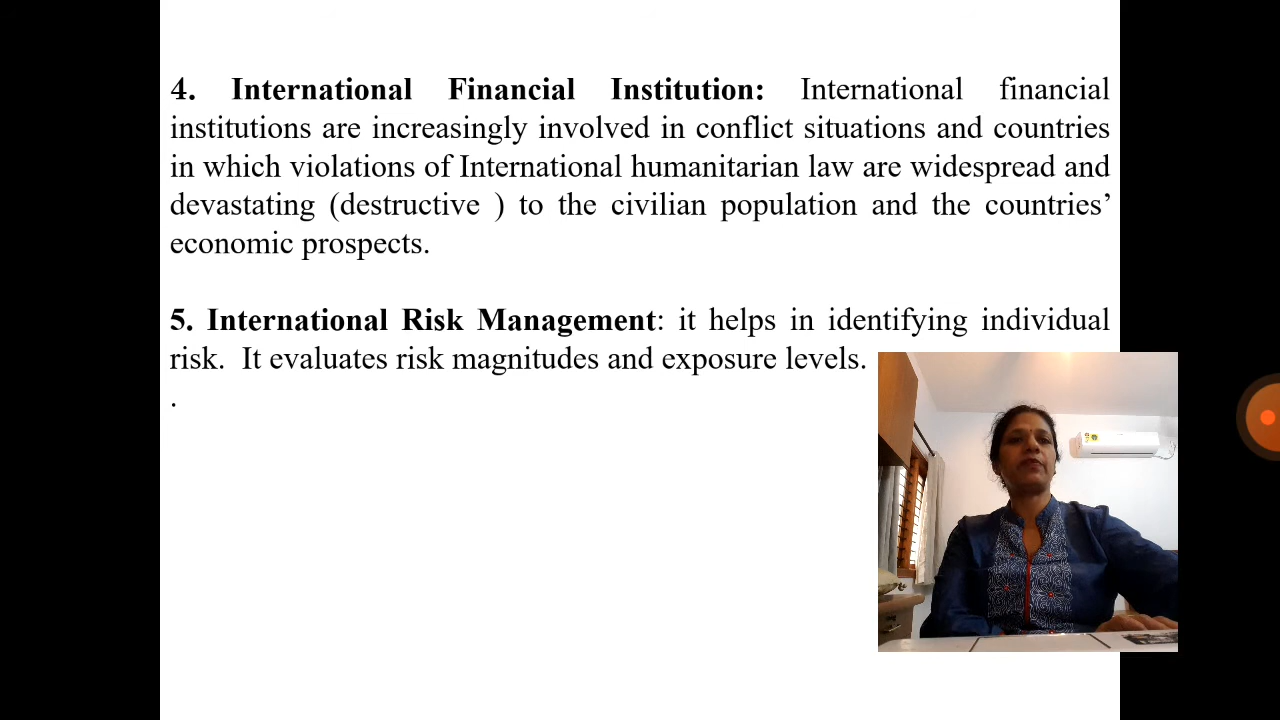 4. International Financial Institution: International financial
institutions are increasingly involved in conflict situations and countries
in which violations of International humanitarian law are widespread and
devastating (destructive ) to the civilian population and the countries’
economic prospects.
5. International Risk Management: it helps in identifying individual
risk. It evaluates risk magnitudes and exposure levels.
.